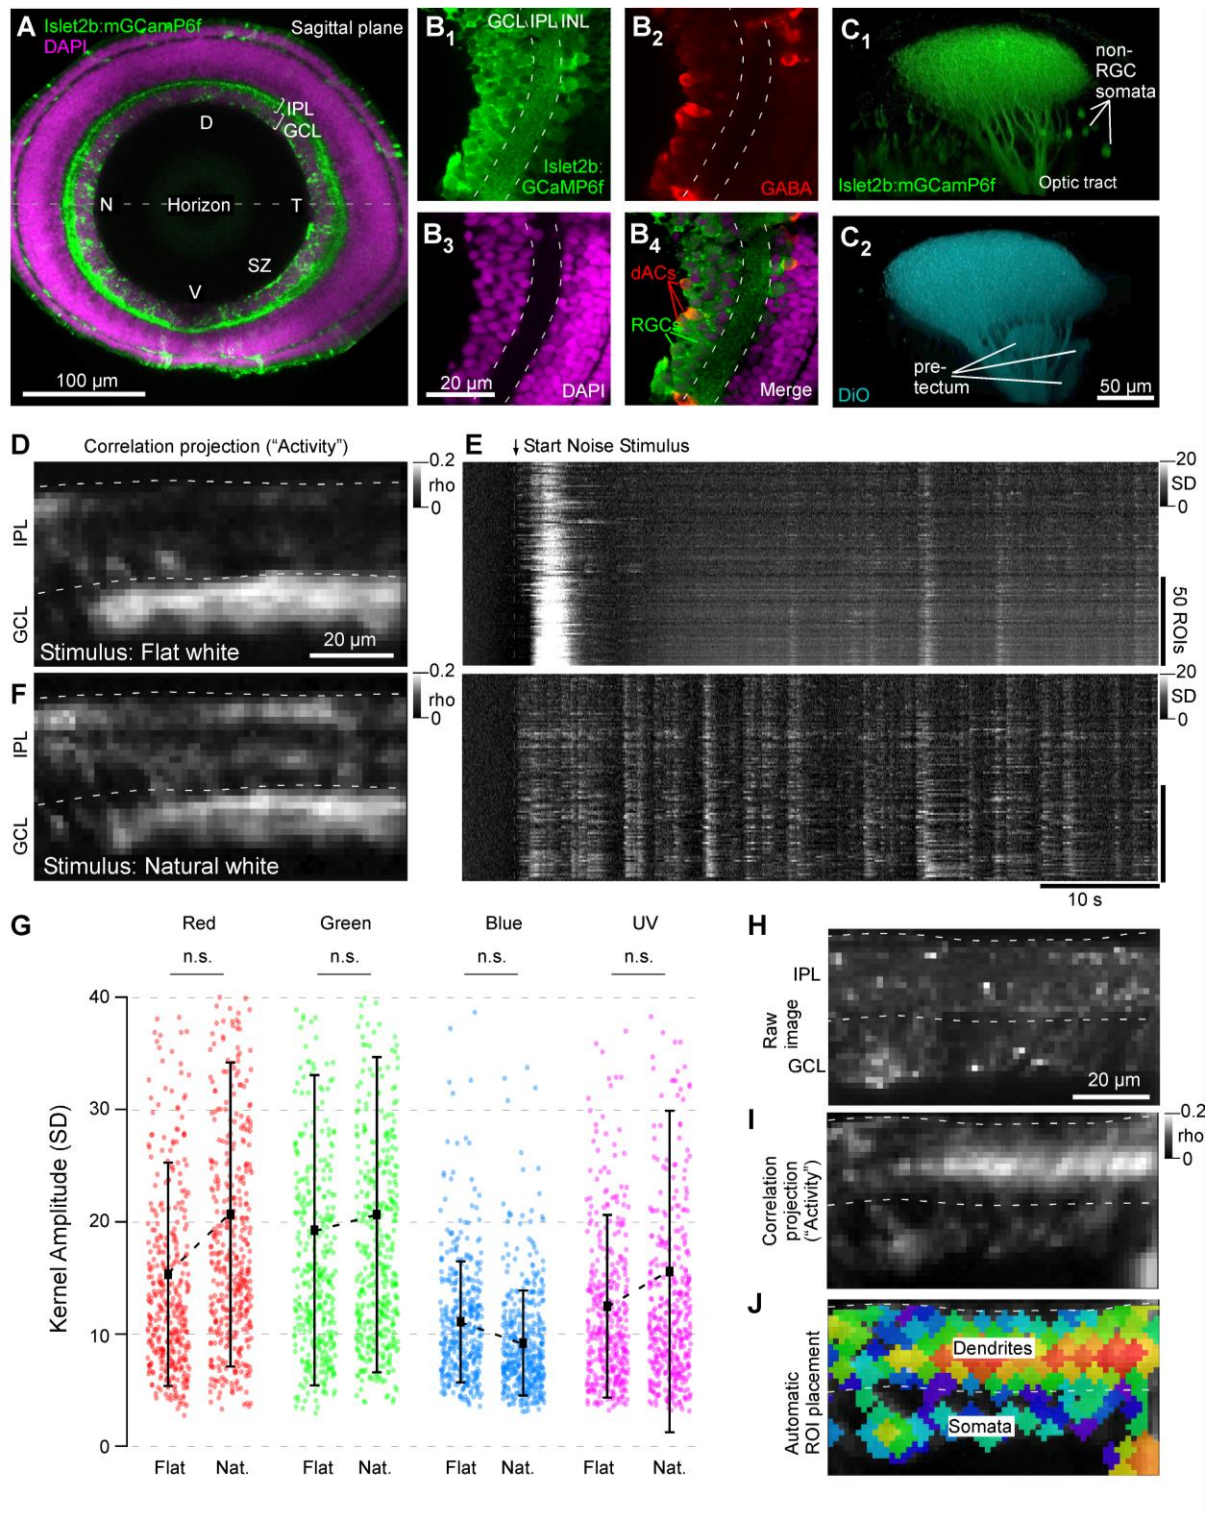 A
Islet2b:mGCamP6f
DAPI
Sagittal plane
IPL
GCL
D
N
Horizon
T
SZ
V
100 µm
B1
GCL IPL INL
Islet2b:
GCaMP6f
B2
GABA
B3
20 µm
DAPI
B4
dACs
RGCs
Merge
C1
non-
RGC
somata
Islet2b:mGCamP6f
Optic tract
C2
pre-
tectum
DiO
50 µm
D
Correlation projection (“Activity”)
0.2
rho
0
IPL
GCL
20 µm
Stimulus: Flat white
E
Start Noise Stimulus
20
SD
0
50 ROIs
F
0.2
rho
0
IPL
GCL
Stimulus: Natural white
20
SD
0
10 s
G
Red
Green
Blue
UV
n.s.
n.s.
n.s.
n.s.
Kernel Amplitude (SD)
40
30
20
10
0
Flat
Nat.
Flat
Nat.
Flat
Nat.
Flat
Nat.
H
IPL
Raw
image
GCL
20 µm
I
Correlation
projection
(“Activity”)
0.2
rho
0
J
Automatic
ROI placement
Dendrites
Somata